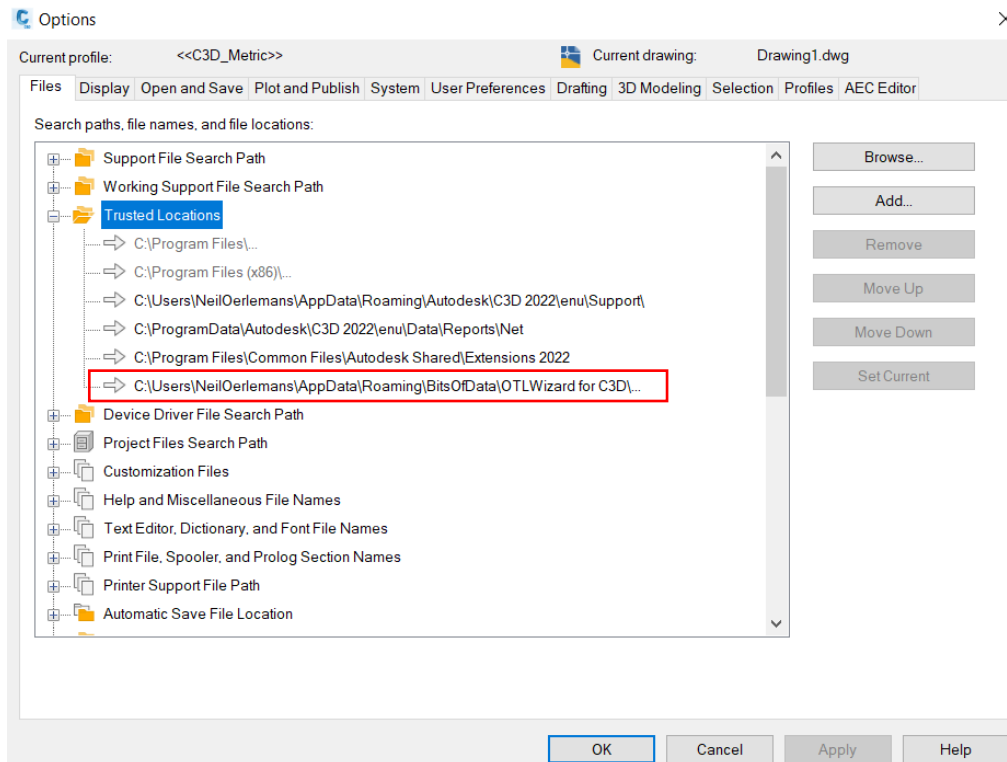 Options
Current profile: <<C3D_Metric>> Current drawing: Drawing1.dwg
Files Display Open and Save Plot and Publish System User Preferences Drafting 3D Modeling Selection Profiles AEC Editor
Search paths, file names, and file locations:
Support File Search Path
Working Support File Search Path
Trusted Locations
C:\Program Files\...
C:\Program Files (x86)\...
C:\Users\NeilOerlemans\AppData\Roaming\Autodesk\C3D 2022\enu\Support\
C:\ProgramData\Autodesk\C3D 2022\enu\Data\Reports\Net
C:\Program Files\Common Files\Autodesk Shared\Extensions 2022
C:\Users\NeilOerlemans\AppData\Roaming\BitsOfData\OTLWizard for C3D\...
Device Driver File Search Path
Project Files Search Path
Customization Files
Help and Miscellaneous File Names
Text Editor, Dictionary, and Font File Names
Print File, Spooler, and Prolog Section Names
Printer Support File Path
Automatic Save File Location
Browse...
Add...
Remove
Move Up
Move Down
Set Current
OK Cancel Apply Help